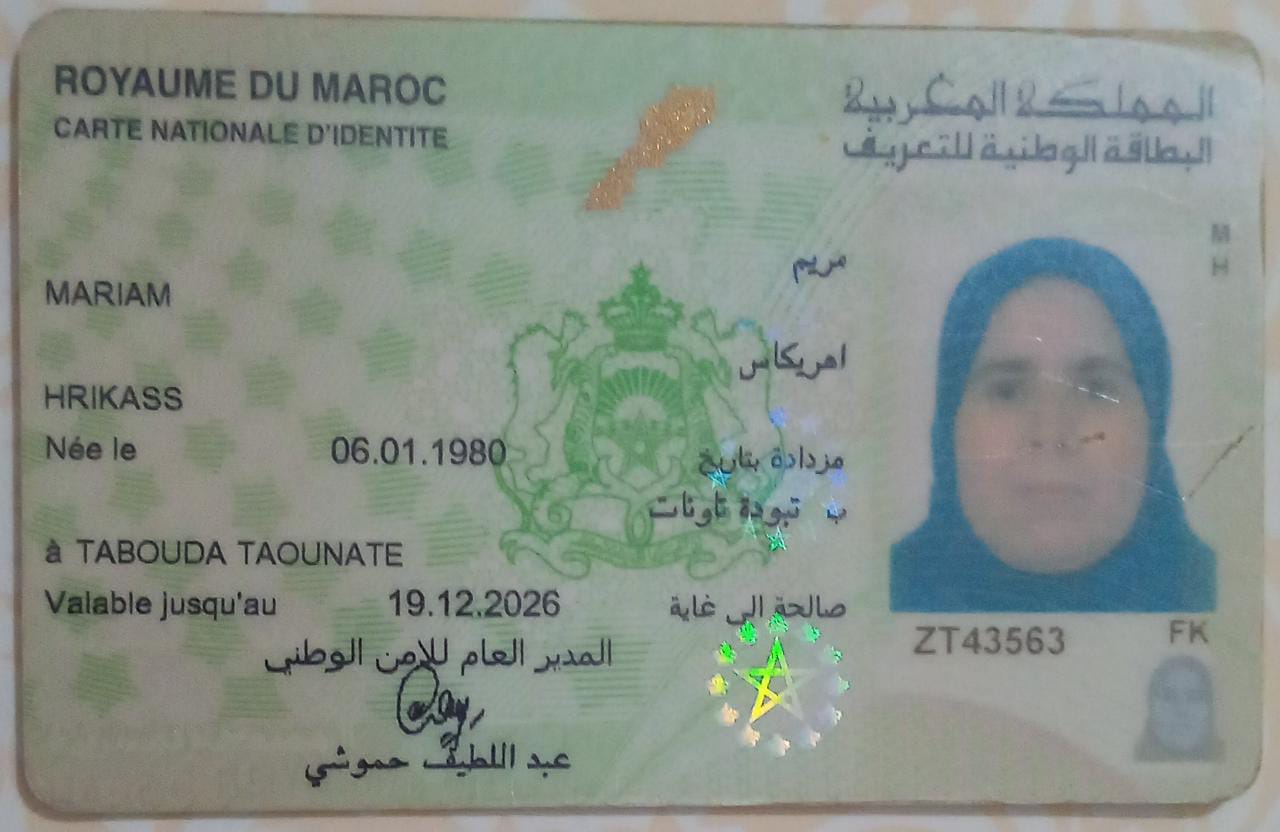 ROYAUME DU MAROC
المملكة المغربية
CARTE NATIONALE D'IDENTITE
البطاقة الوطنية للتعريف
مريم
MARIAM
اهريكاس
HRIKASS
Née le 06.01.1980 مزدادة بتاريخ
ب تبودة تاونات
à TABOUDA TAOUNATE
Valable jusqu'au 19.12.2026 صالحة الى غاية
المدير العام للامن الوطني
عبد اللطيف حموشي
M
H
ZT43563
FK